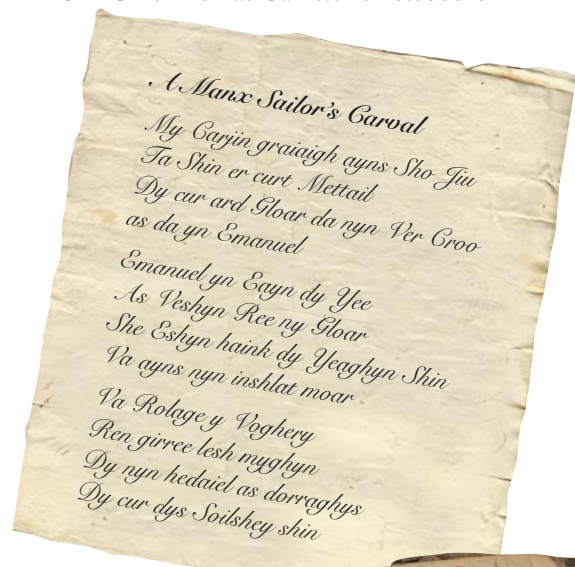 A Manx Sailor's Carval
My Carjin graiaigh ayns Sho Jiu
Ta Shin er curt Mettail
Dy cur ard Gloar da nyn Ver Croo
as da yn Emanuel
Emanuel yn Eayn dy Yee
As Veshyn Ree ny Gloar
She Eshyn haink dy Yeaghyn Shin
Va ayns nyn inshlat moar
Va Rolage y Voghery
Ren girree lesh myghyn
Dy nyn hedaiel as dorraghys
Dy cur dys Soilshey shin